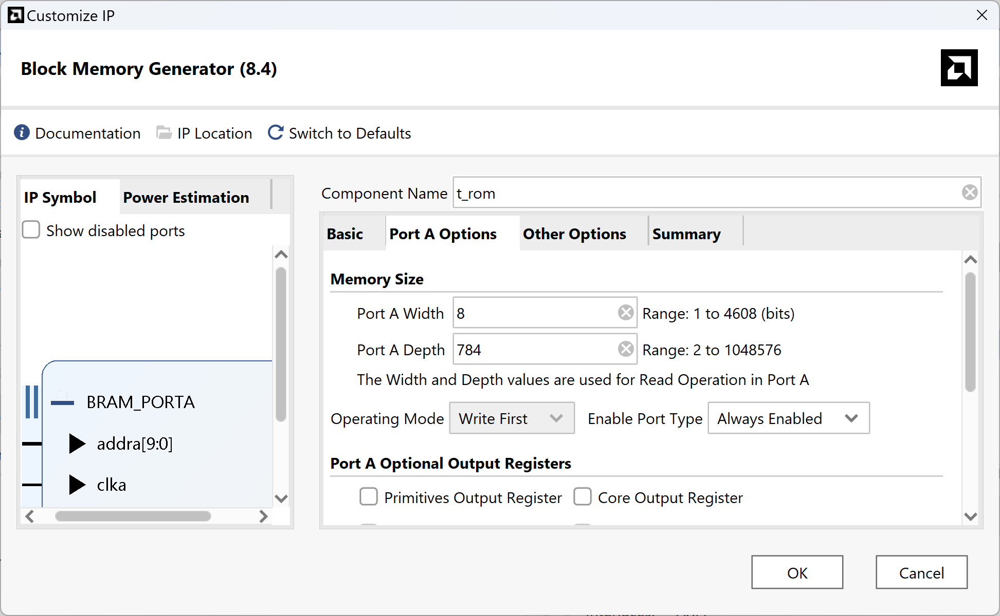 Customize IP
Block Memory Generator (8.4)
Documentation IP Location Switch to Defaults
IP Symbol Power Estimation
Show disabled ports
BRAM_PORTA
addra[9:0]
clka
Component Name t_rom
Basic Port A Options Other Options Summary
Memory Size
Port A Width 8 Range: 1 to 4608 (bits)
Port A Depth 784 Range: 2 to 1048576
The Width and Depth values are used for Read Operation in Port A
Operating Mode Write First Enable Port Type Always Enabled
Port A Optional Output Registers
Primitives Output Register Core Output Register
OK Cancel